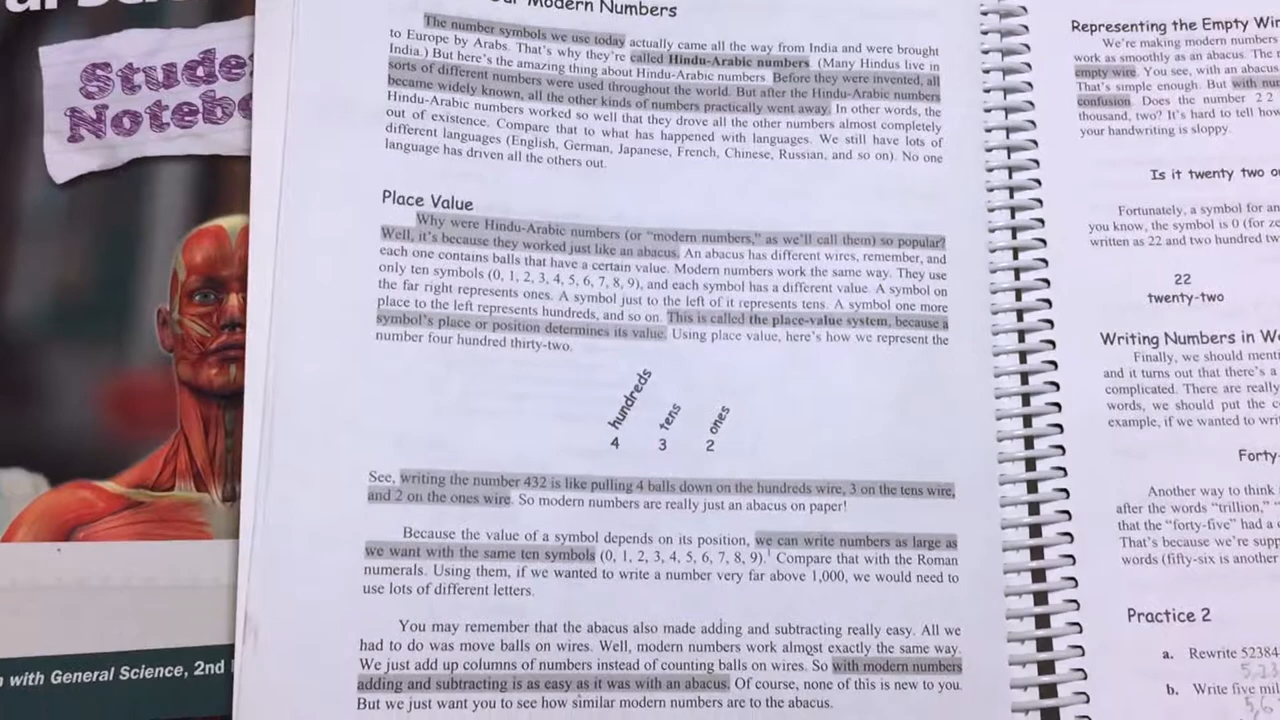 Stude
Noteb
with General Science, 2nd
Modern Numbers
The number symbols we use today actually came all the way from India and were brought
to Europe by Arabs. That's why they're called Hindu-Arabic numbers. (Many Hindus live in
India.) But here's the amazing thing about Hindu-Arabic numbers. Before they were invented, all
sorts of different numbers were used throughout the world. But after the Hindu-Arabic numbers
became widely known, all the other kinds of numbers practically went away. In other words, the
Hindu-Arabic numbers worked so well that they drove all the other numbers almost completely
out of existence. Compare that to what has happened with languages. We still have lots of
different languages (English, German, Japanese, French, Chinese, Russian, and so on). No one
language has driven all the others out.
Place Value
Why were Hindu-Arabic numbers (or "modern numbers," as we'll call them) so popular?
Well, it's because they worked just like an abacus. An abacus has different wires, remember, and
each one contains balls that have a certain value. Modern numbers work the same way. They use
only ten symbols (0, 1, 2, 3, 4, 5, 6, 7, 8, 9), and each symbol has a different value. A symbol on
the far right represents ones. A symbol just to the left of it represents tens. A symbol one more
place to the left represents hundreds, and so on. This is called the place-value system, because a
symbol's place or position determines its value. Using place value, here's how we represent the
number four hundred thirty-two.
hundreds tens ones
4 3 2
See, writing the number 432 is like pulling 4 balls down on the hundreds wire, 3 on the tens wire,
and 2 on the ones wire. So modern numbers are really just an abacus on paper!
Because the value of a symbol depends on its position, we can write numbers as large as
we want with the same ten symbols (0, 1, 2, 3, 4, 5, 6, 7, 8, 9).¹ Compare that with the Roman
numerals. Using them, if we wanted to write a number very far above 1,000, we would need to
use lots of different letters.
You may remember that the abacus also made adding and subtracting really easy. All we
had to do was move balls on wires. Well, modern numbers work almost exactly the same way.
We just add up columns of numbers instead of counting balls on wires. So with modern numbers
adding and subtracting is as easy as it was with an abacus. Of course, none of this is new to you.
But we just want you to see how similar modern numbers are to the abacus.
Representing the Empty Wir
We're making modern numbers
work as smoothly as an abacus. The
empty wire. You see, with an abacus
That's simple enough. But with nu
confusion. Does the number 2 2
thousand, two? It's hard to tell how
your handwriting is sloppy.
Is it twenty two o
Fortunately, a symbol for an
you know, the symbol is 0 (for ze
written as 22 and two hundred tw
22
twenty-two
Writing Numbers in Wo
Finally, we should menti
and it turns out that there's a
complicated. There are really
words, we should put the c
example, if we wanted to wri
Forty-
Another way to think
after the words "trillion,"
that the "forty-five" had a
That's because we're supp
words (fifty-six is another
Practice 2
a. Rewrite 52384
b. Write five mil
5,6